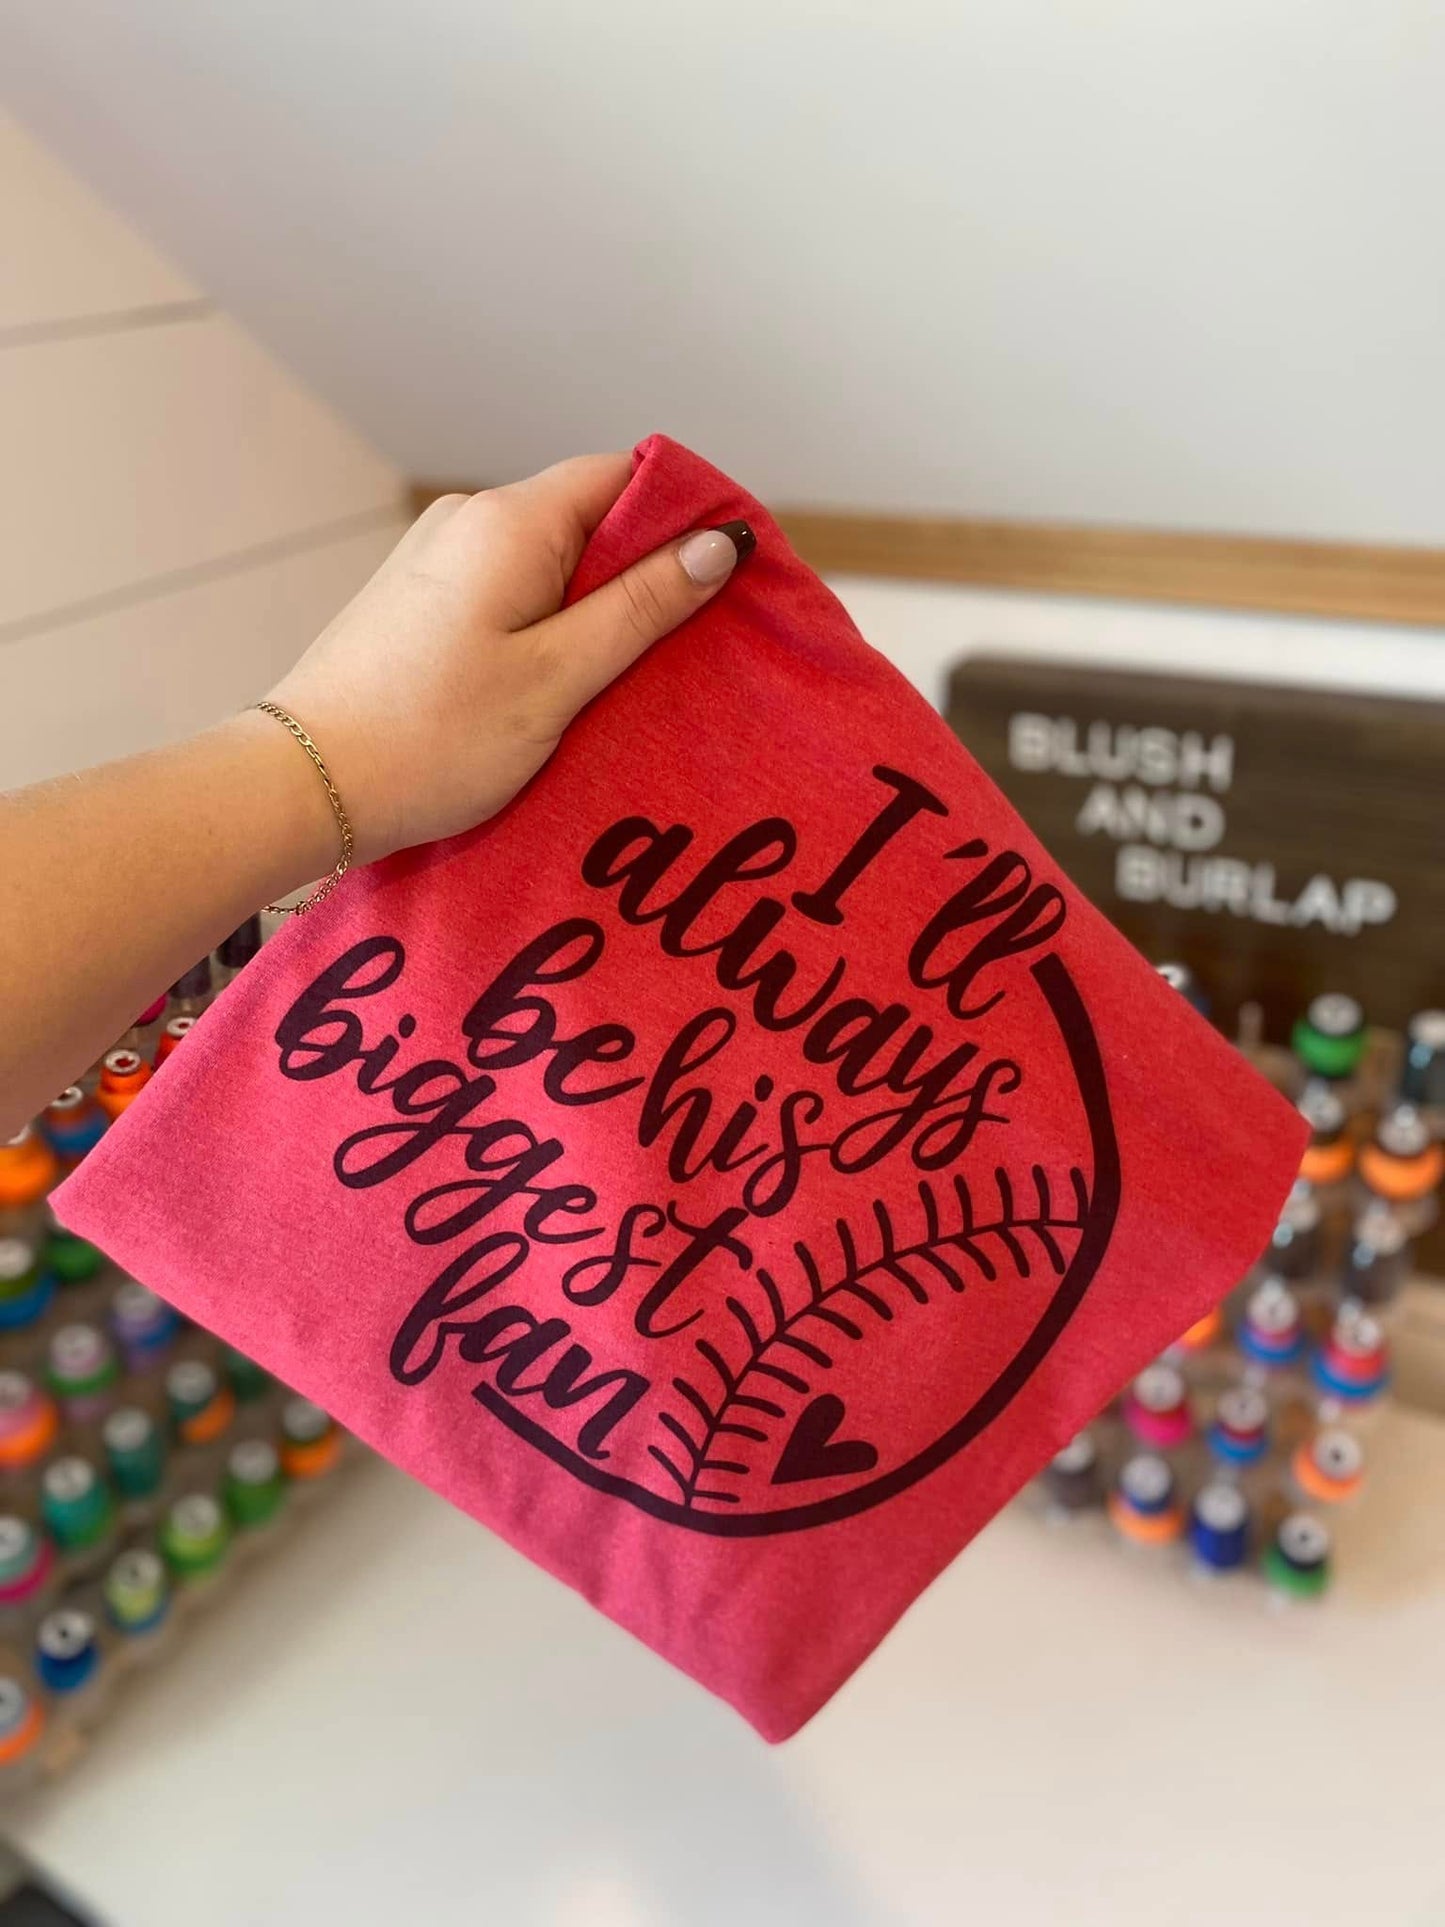 I'll
always
be his
biggest
fan
BLUSH
AND
BURLAP